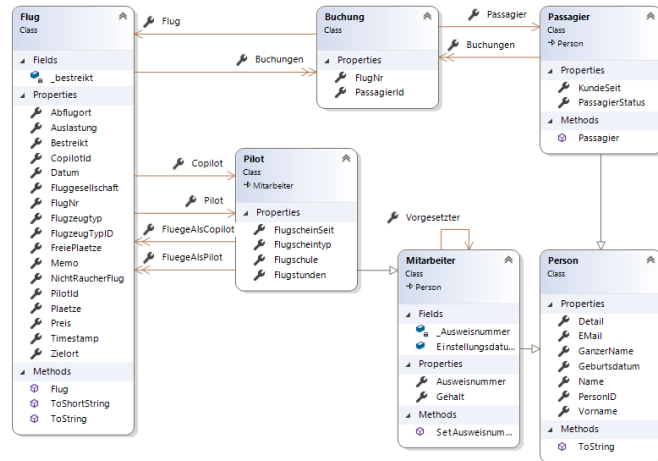 Flug
Class
Fields
_bestreikt
Properties
Abflugort
Auslastung
Bestreikt
CopilotId
Datum
Fluggesellschaft
FlugNr
Flugzeugtyp
FlugzeugTypID
FreiePlaetze
Memo
NichtRaucherFlug
PilotId
Plaetze
Preis
Timestamp
Zielort
Methods
Flug
ToShortString
ToString
Flug
Buchungen
Buchung
Class
Properties
FlugNr
PassagierId
Passagier
Buchungen
Passagier
Class
Person
Properties
KundeSeit
PassagierStatus
Methods
Passagier
Copilot
Pilot
FluegeAlsCopilot
FluegeAlsPilot
Pilot
Class
Mitarbeiter
Properties
FlugscheinSeit
Flugscheintyp
Flugschule
Flugstunden
Vorgesetzter
Mitarbeiter
Class
Person
Fields
_Ausweisnummer
Einstellungsdatu...
Properties
Ausweisnummer
Gehalt
Methods
SetAusweisnum...
Person
Class
Properties
Detail
EMail
GanzerName
Geburtsdatum
Name
PersonID
Vorname
Methods
ToString